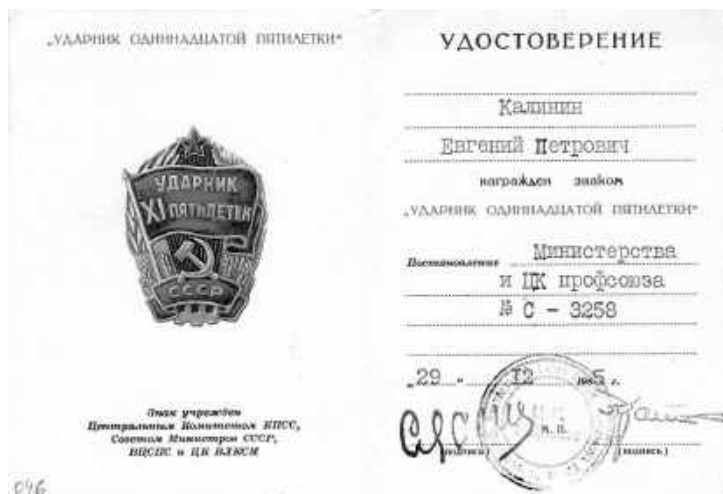 „УДАРНИК ОДИННАДЦАТОЙ ПЯТИЛЕТКИ“
УДАРНИК
XI ПЯТИЛЕТКИ
СССР
Знак учрежден
Центральным Комитетом КПСС,
Советом Министров СССР,
ВЦСПС и ЦК ВЛКСМ
046
УДОСТОВЕРЕНИЕ
Калинин
Евгений Петрович
награжден знаком
„УДАРНИК ОДИННАДЦАТОЙ ПЯТИЛЕТКИ“
Постановление Министерства
и ЦК профсоюза
№ С - 3258
„29 “ 12 1985 г.
М. П.
(подпись) (подпись)